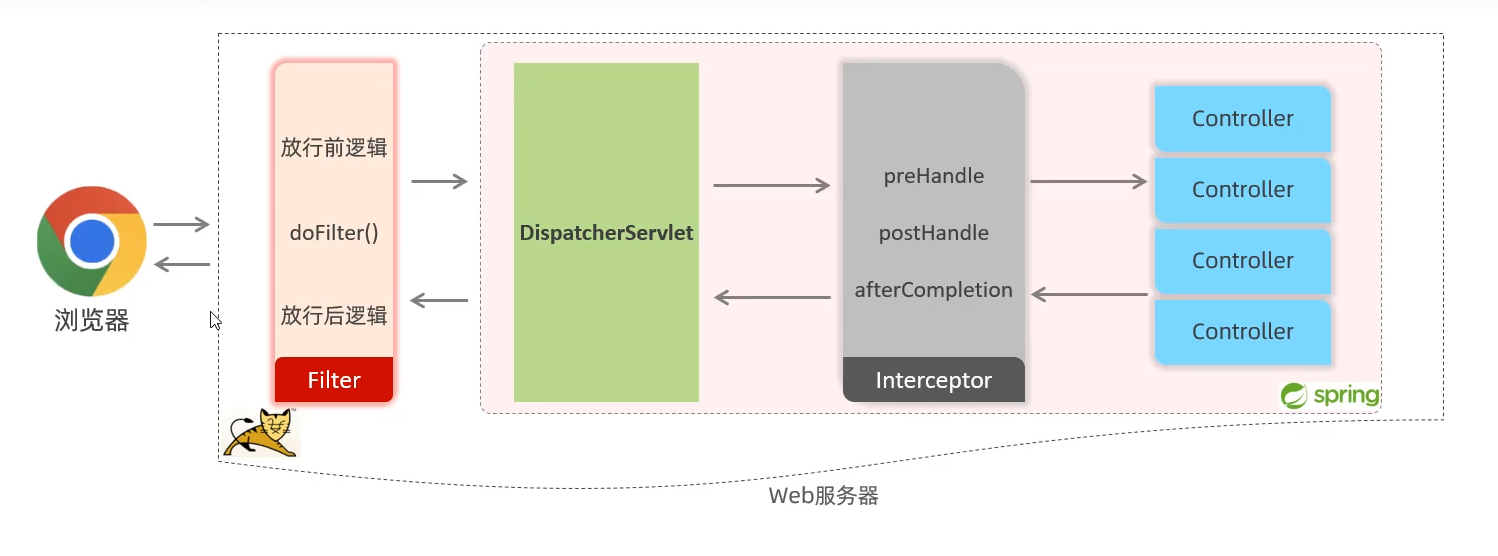 浏览器
放行前逻辑
doFilter()
放行后逻辑
Filter
DispatcherServlet
preHandle
postHandle
afterCompletion
Interceptor
Controller
Controller
Controller
Controller
spring
Web服务器